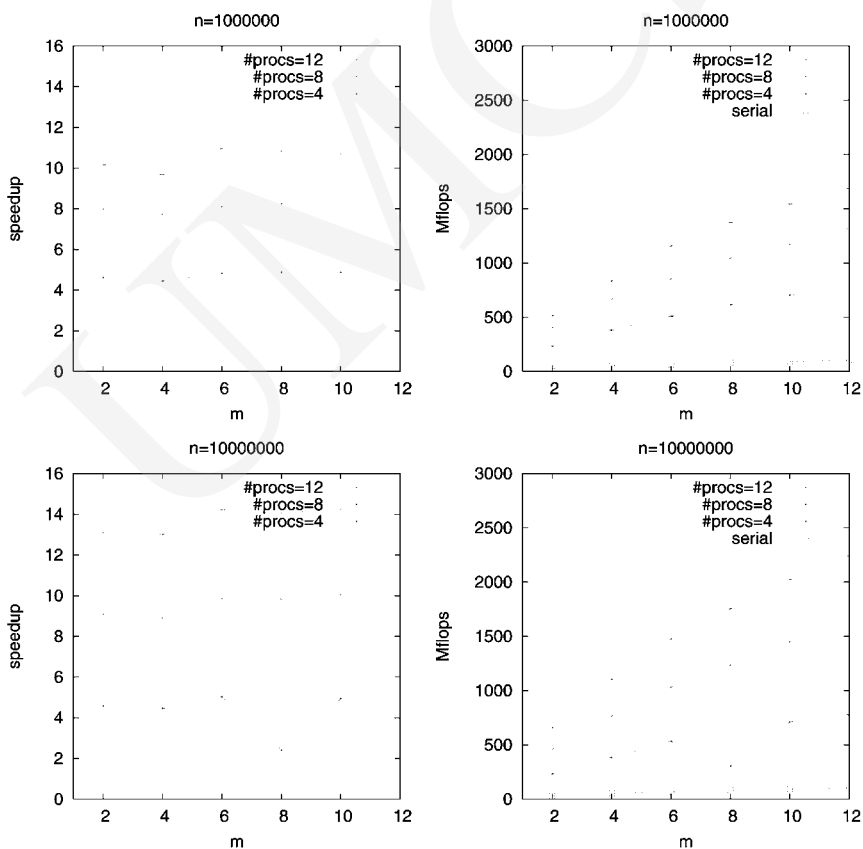 n=1000000
16
14
12
10
8
6
4
2
0
speedup
#procs=12
#procs=8
#procs=4
2 4 6 8 10 12
m
n=1000000
3000
2500
2000
1500
1000
500
0
Mflops
#procs=12
#procs=8
#procs=4
serial
2 4 6 8 10 12
m
n=10000000
16
14
12
10
8
6
4
2
0
speedup
#procs=12
#procs=8
#procs=4
2 4 6 8 10 12
m
n=10000000
3000
2500
2000
1500
1000
500
0
Mflops
#procs=12
#procs=8
#procs=4
serial
2 4 6 8 10 12
m
UMC